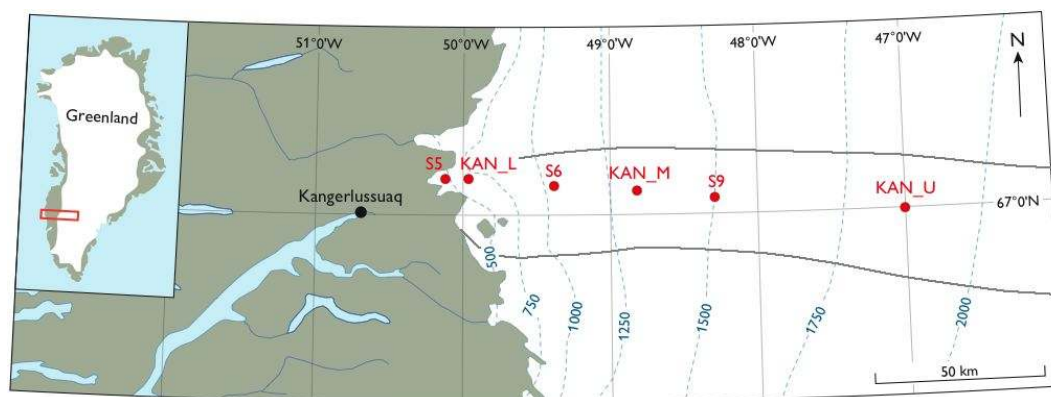 Greenland
51°0'W
50°0'W
49°0'W
48°0'W
47°0'W
N
S5
KAN_L
S6
KAN_M
S9
KAN_U
Kangerlussuaq
67°0'N
500
750
1000
1250
1500
1750
2000
50 km